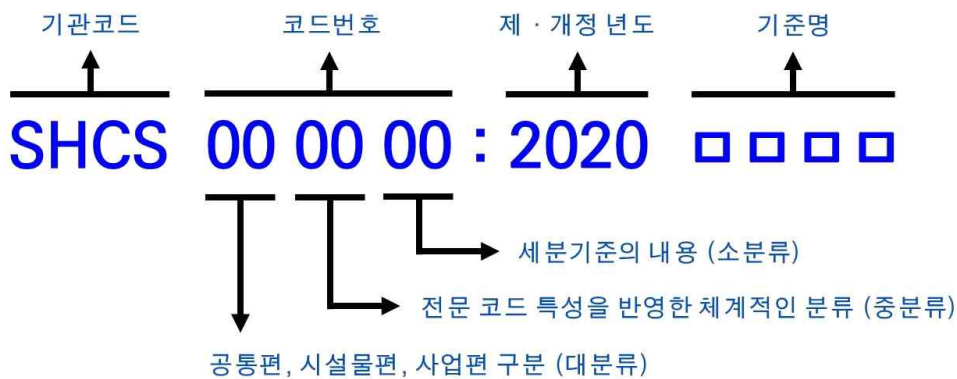 기관코드 코드번호 제 · 개정 년도 기준명
SHCS 00 00 00 : 2020 ㅁㅁㅁㅁ
세분기준의 내용 (소분류)
전문 코드 특성을 반영한 체계적인 분류 (중분류)
공통편, 시설물편, 사업편 구분 (대분류)